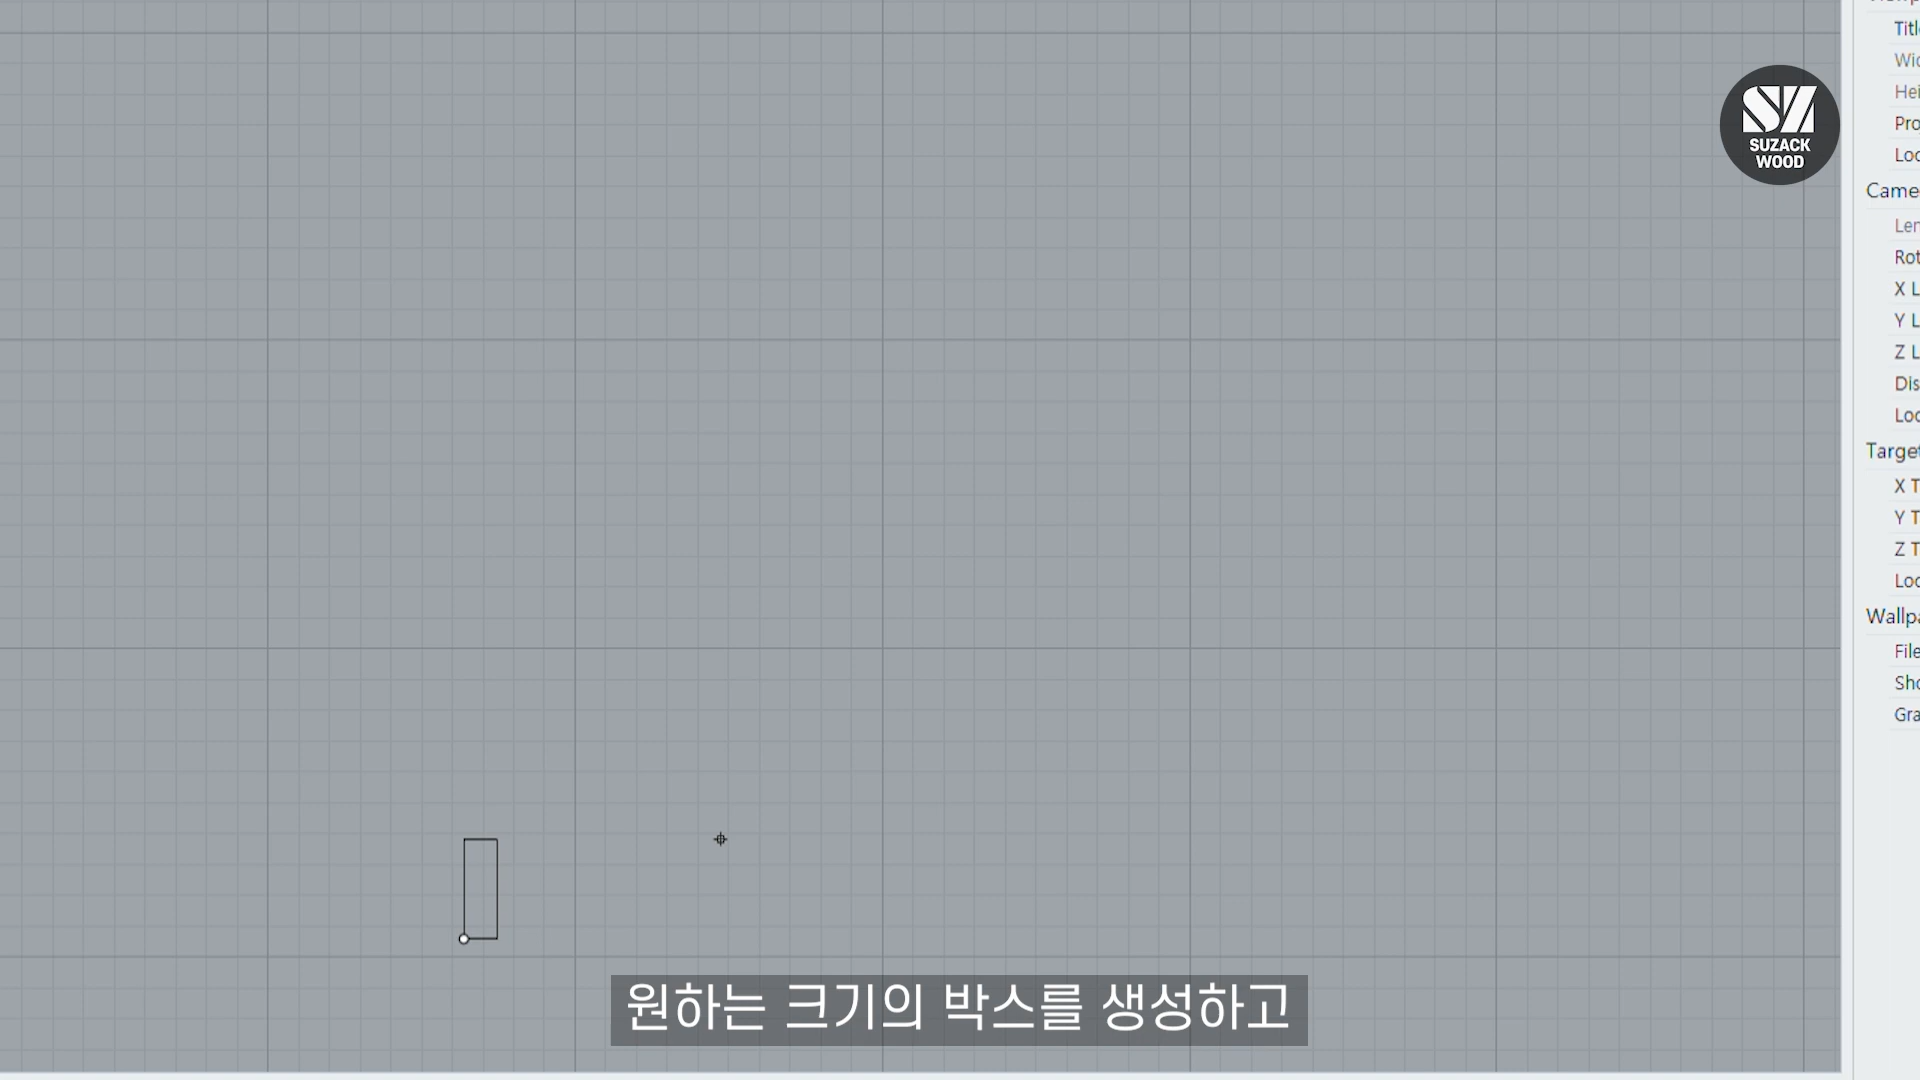 Titl
Wic
Hei
Pro
Loc
Came
Len
Rot
X L
Y L
Z L
Dis
Loc
Target
X T
Y T
Z T
Loc
Wallpa
File
Sho
Gra
SUZACK
WOOD
원하는 크기의 박스를 생성하고